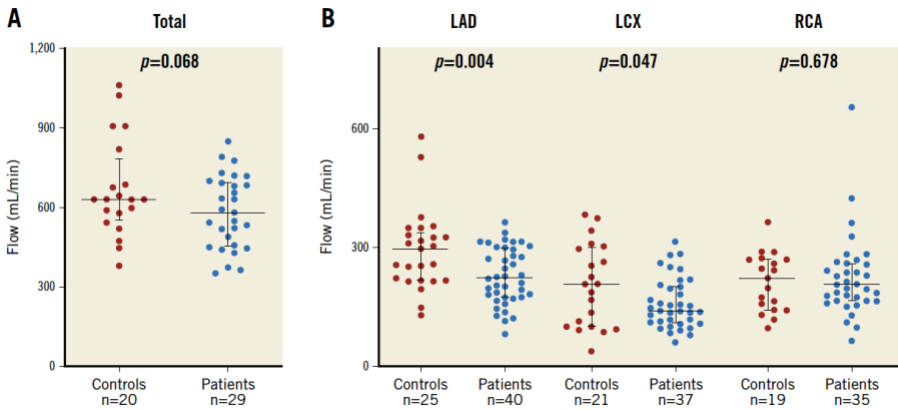 A
Total
p=0.068
Flow (mL/min)
1,200
900
600
300
0
Controls
n=20
Patients
n=29
B
LAD
LCX
RCA
p=0.004
p=0.047
p=0.678
Flow (mL/min)
600
300
0
Controls
n=25
Patients
n=40
Controls
n=21
Patients
n=37
Controls
n=19
Patients
n=35